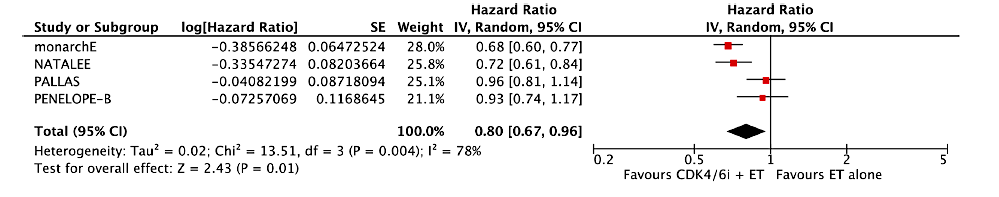 Hazard Ratio Hazard Ratio
Study or Subgroup log[Hazard Ratio] SE Weight IV, Random, 95% CI IV, Random, 95% CI
monarchE -0.38566248 0.06472524 28.0% 0.68 [0.60, 0.77]
NATALEE -0.33547274 0.08203664 25.8% 0.72 [0.61, 0.84]
PALLAS -0.04082199 0.08718094 25.1% 0.96 [0.81, 1.14]
PENELOPE-B -0.07257069 0.1168645 21.1% 0.93 [0.74, 1.17]
Total (95% CI) 100.0% 0.80 [0.67, 0.96]
Heterogeneity: Tau² = 0.02; Chi² = 13.51, df = 3 (P = 0.004); I² = 78%
Test for overall effect: Z = 2.43 (P = 0.01)
0.2 0.5 1 2 5
Favours CDK4/6i + ET Favours ET alone